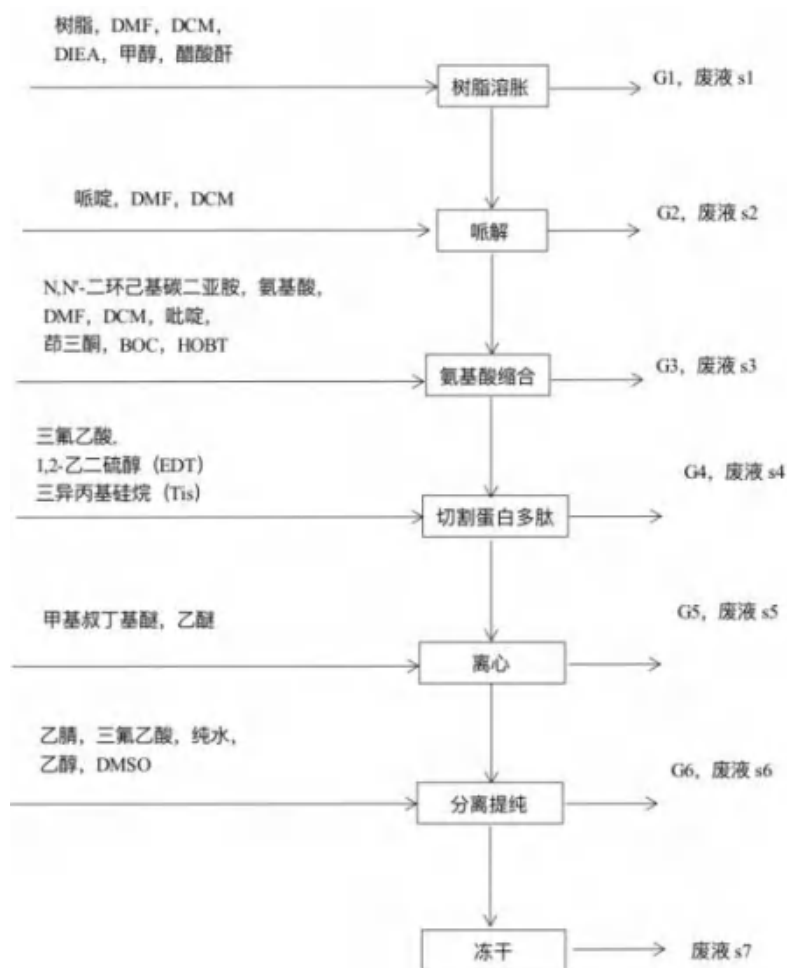 树脂，DMF，DCM，
DIEA，甲醇，醋酸酐
树脂溶胀
G1，废液 s1
哌啶，DMF，DCM
哌解
G2，废液 s2
N,N'-二环己基碳二亚胺，氨基酸，
DMF，DCM，吡啶，
茚三酮，BOC，HOBT
氨基酸缩合
G3，废液 s3
三氟乙酸,
1,2-乙二硫醇（EDT）
三异丙基硅烷（Tis）
切割蛋白多肽
G4，废液 s4
甲基叔丁基醚，乙醚
离心
G5，废液 s5
乙腈，三氟乙酸，纯水，
乙醇，DMSO
分离提纯
G6，废液 s6
冻干
废液 s7